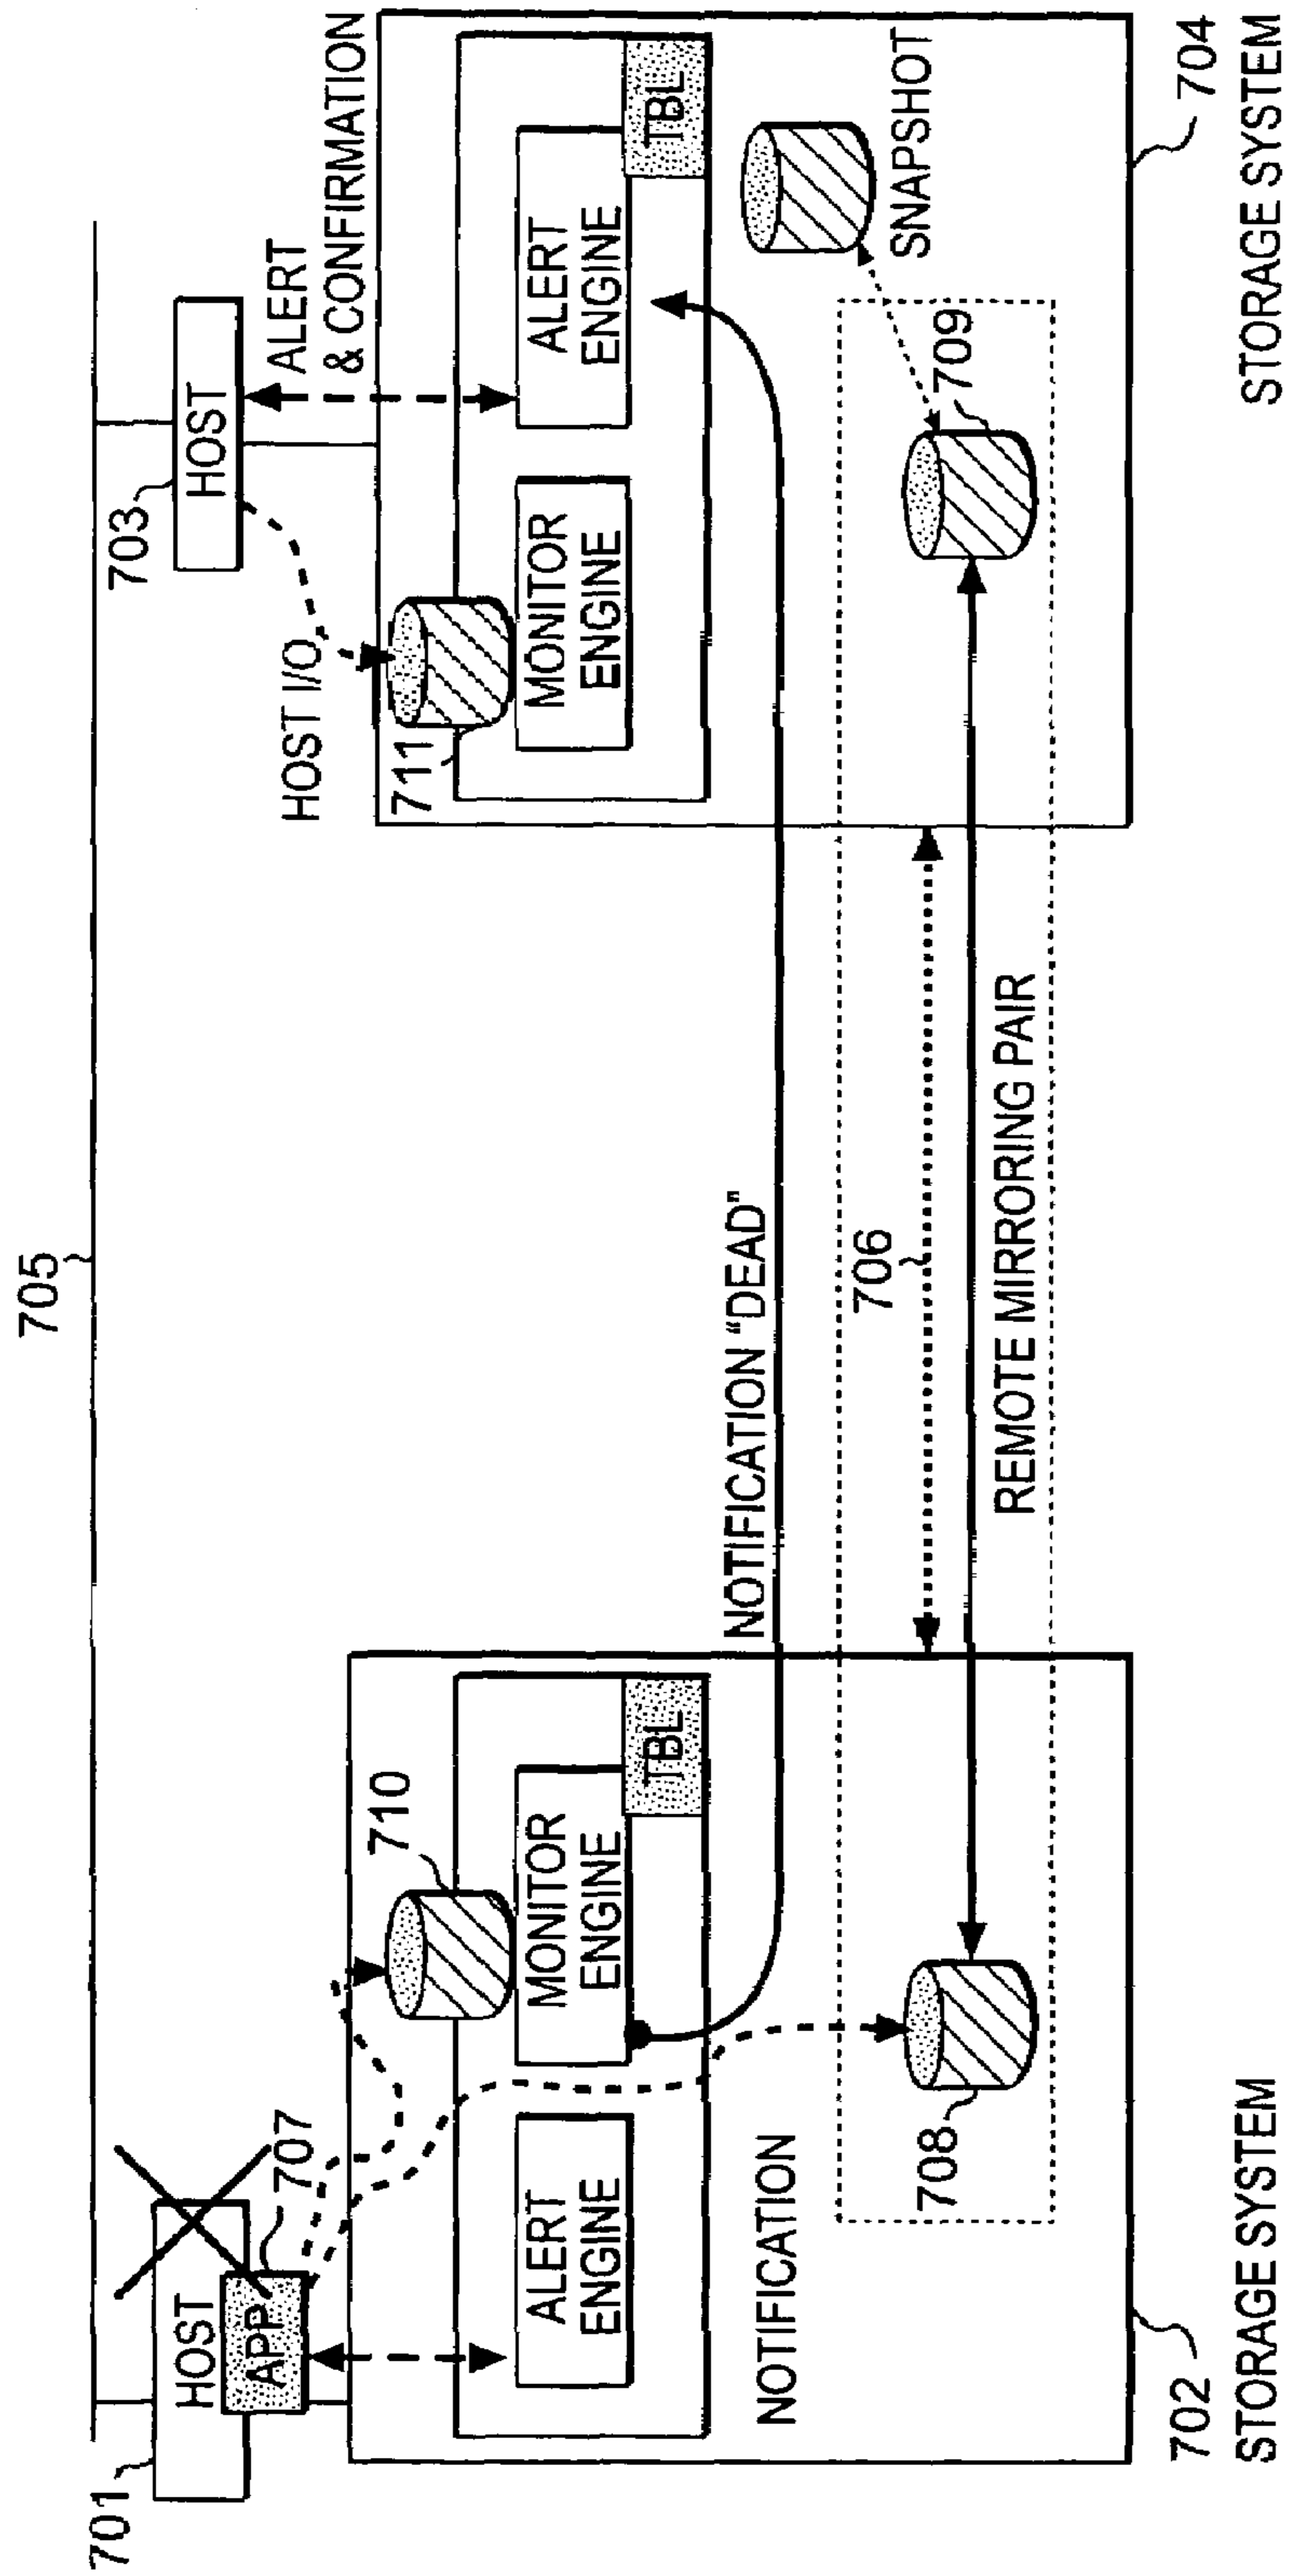 705
701
HOST
APP
707
703
HOST
ALERT
& CONFIRMATION
HOST I/O
710
711
ALERT
ENGINE
MONITOR
ENGINE
TBL
MONITOR
ENGINE
ALERT
ENGINE
TBL
NOTIFICATION
NOTIFICATION "DEAD"
SNAPSHOT
706
708
709
REMOTE MIRRORING PAIR
702
STORAGE SYSTEM
704
STORAGE SYSTEM